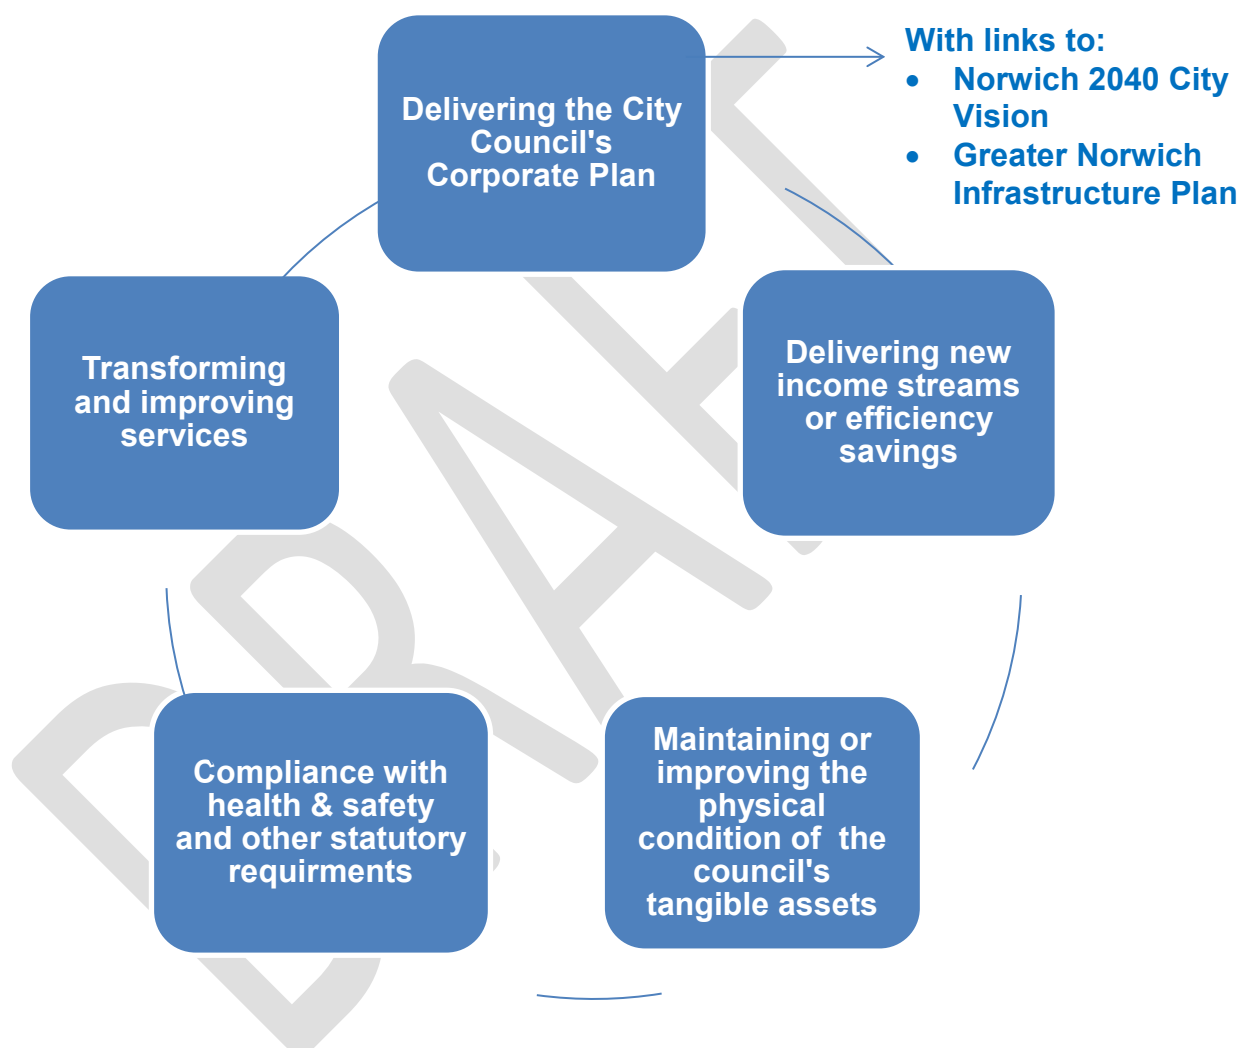 Delivering the City
Council's
Corporate Plan
With links to:
• Norwich 2040 City
Vision
• Greater Norwich
Infrastructure Plan
Transforming
and improving
services
Delivering new
income streams
or efficiency
savings
Compliance with
health & safety
and other statutory
requirments
Maintaining or
improving the
physical
condition of  the
council's
tangible assets
DRAFT